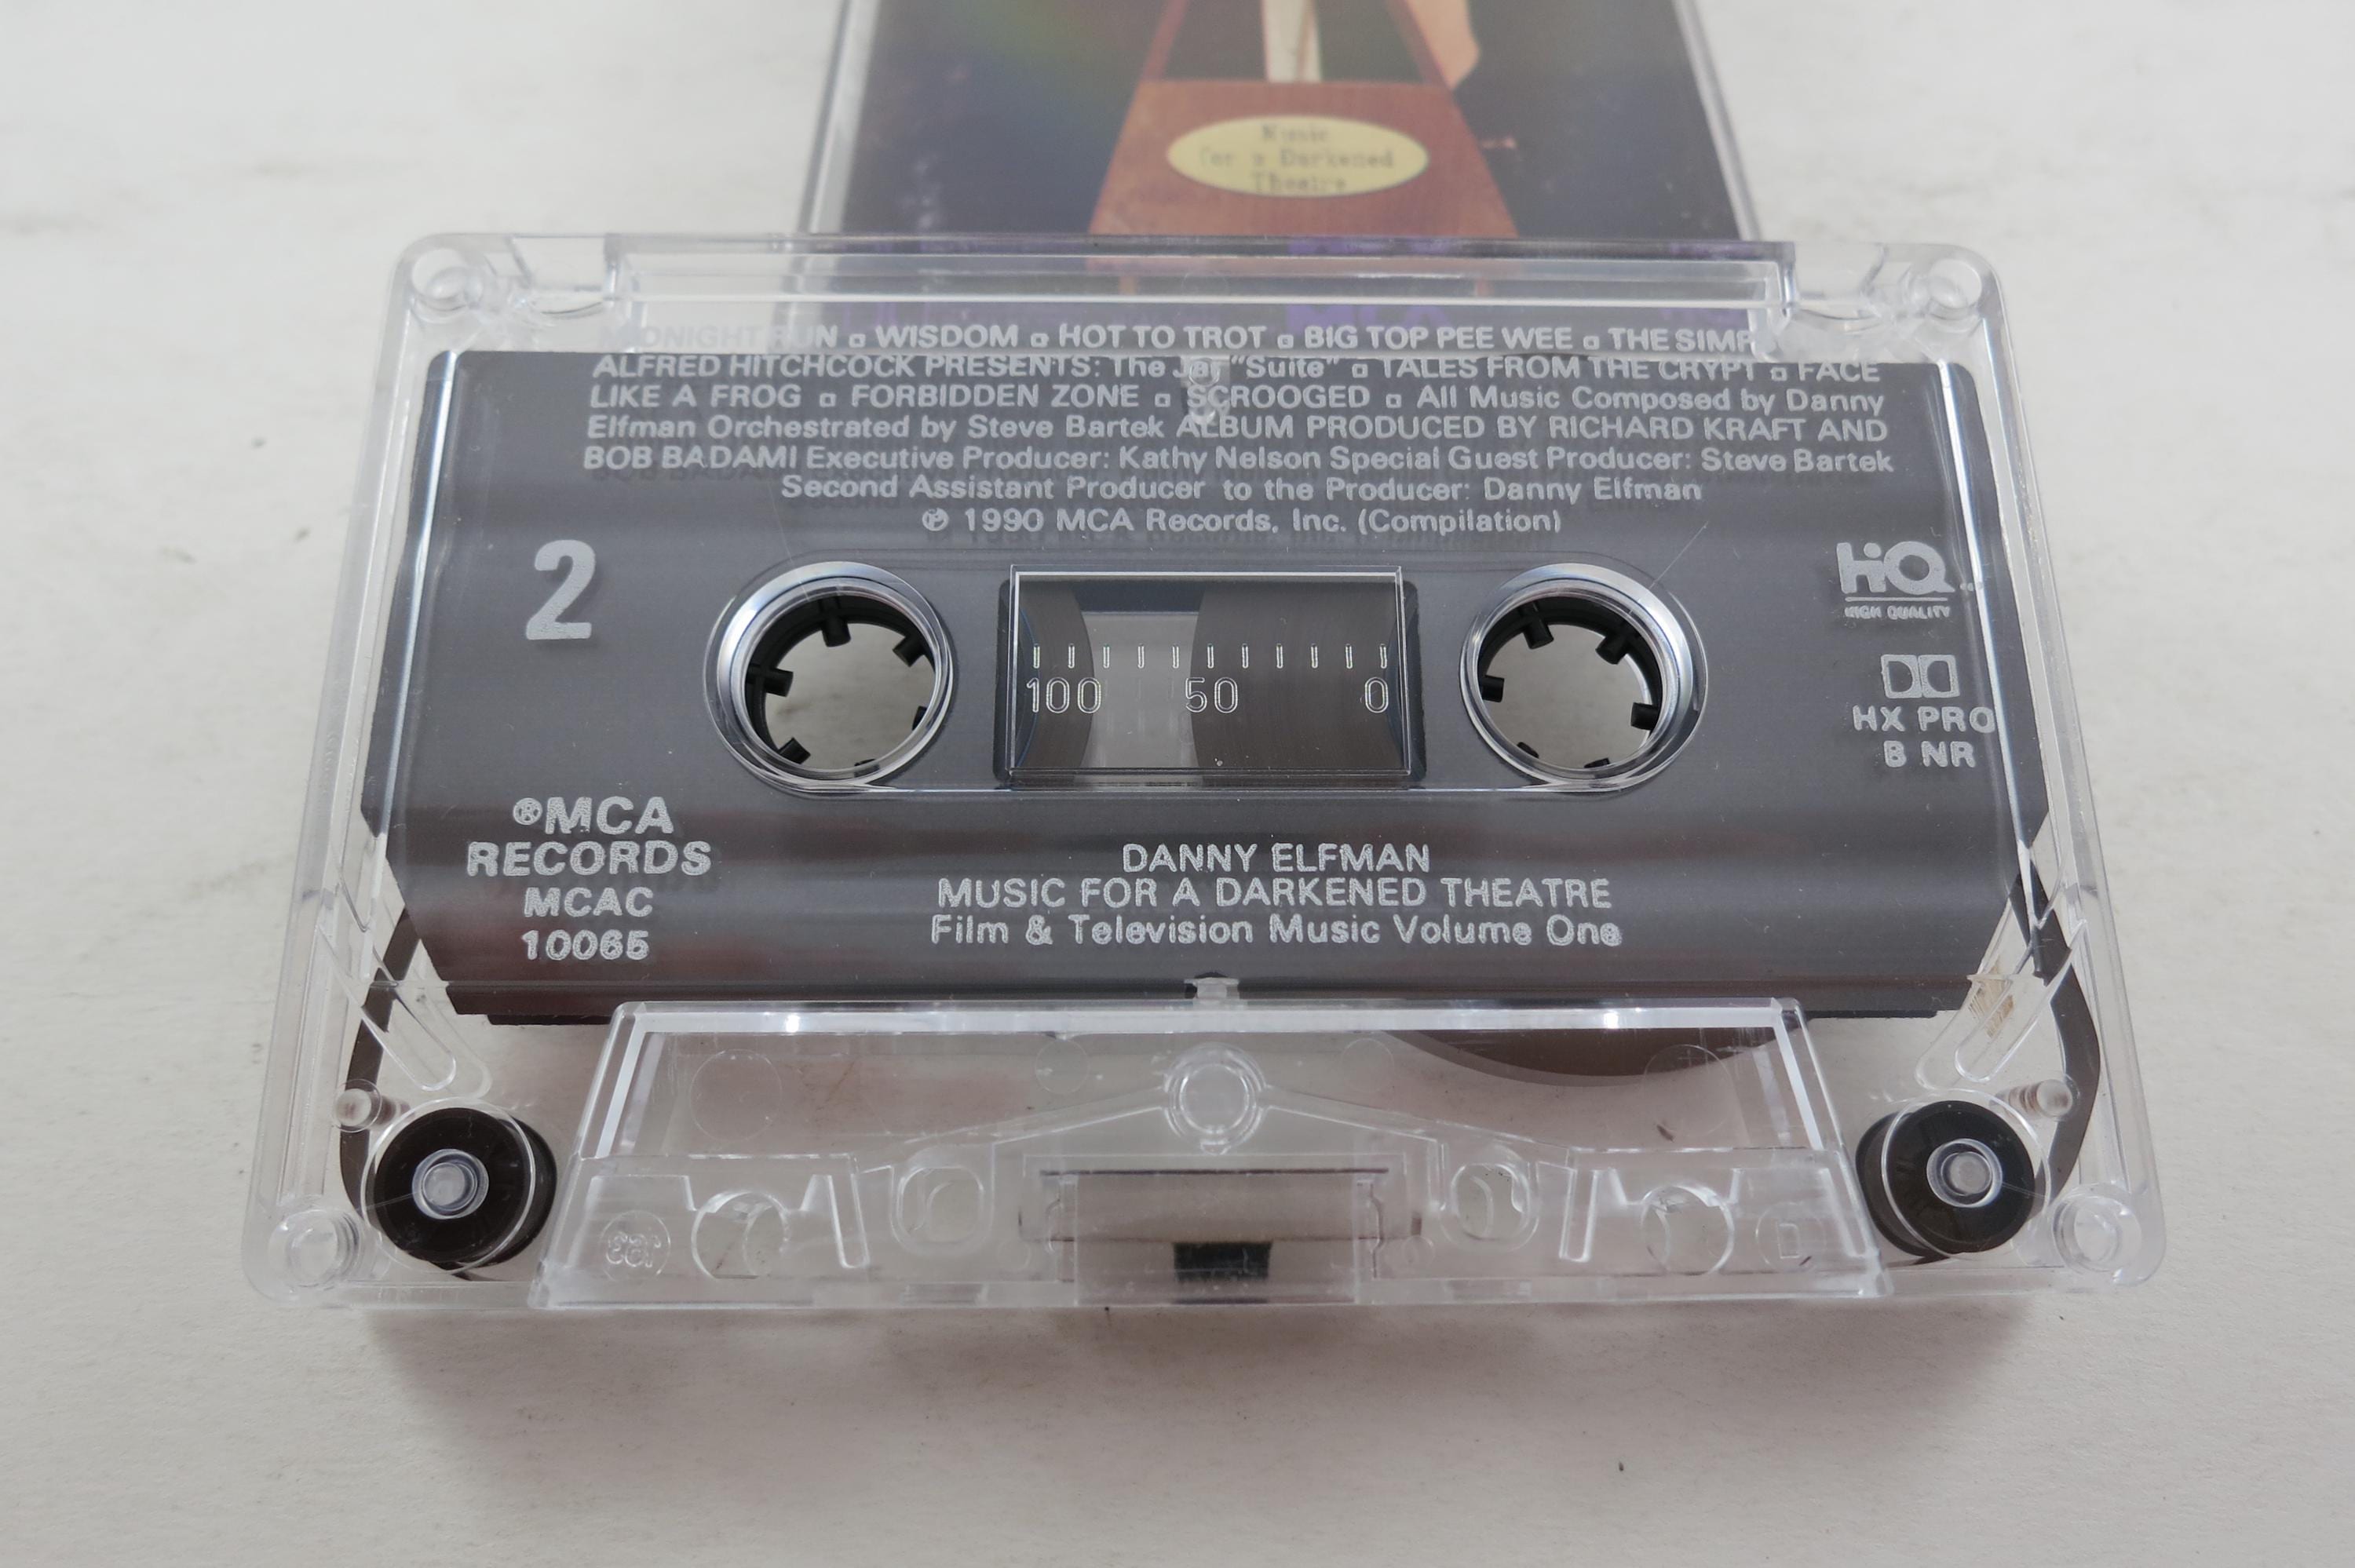 Music
for a Darkened
Theatre
MCA
MIDNIGHT RUN ▫ WISDOM ▫ HOT TO TROT ▫ BIG TOP PEE WEE ▫ THE SIMP
ALFRED HITCHCOCK PRESENTS: The Jar "Suite" ▫ TALES FROM THE CRYPT ▫ FACE
LIKE A FROG ▫ FORBIDDEN ZONE ▫ SCROOGED ▫ All Music Composed by Danny
Elfman Orchestrated by Steve Bartek ALBUM PRODUCED BY RICHARD KRAFT AND
BOB BADAMI Executive Producer: Kathy Nelson Special Guest Producer: Steve Bartek
Second Assistant Producer to the Producer: Danny Elfman
℗ 1990 MCA Records, Inc. (Compilation)
2
HiQ
HIGH QUALITY
HX PRO
B NR
100 50 0
®MCA
RECORDS
MCAC
10065
DANNY ELFMAN
MUSIC FOR A DARKENED THEATRE
Film & Television Music Volume One